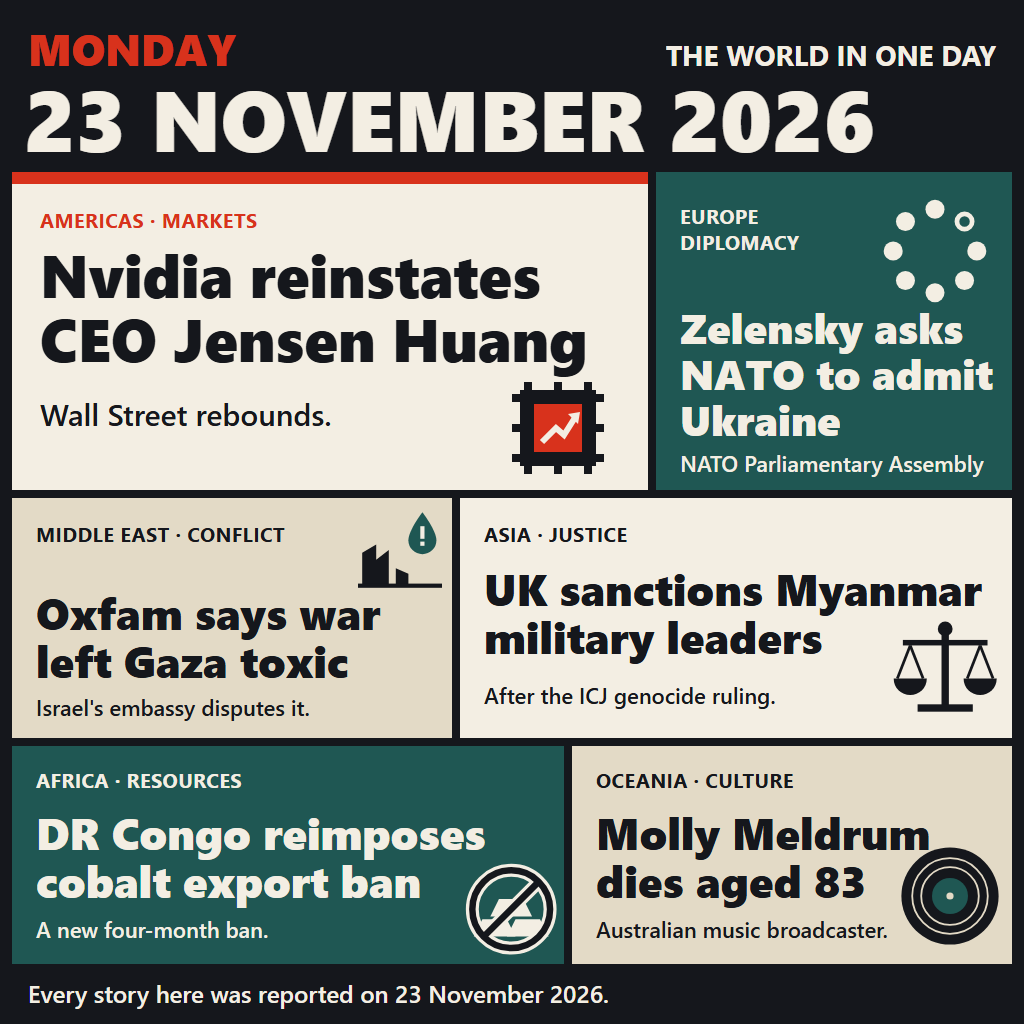 MONDAY
THE WORLD IN ONE DAY
23 NOVEMBER 2026
AMERICAS · MARKETS
Nvidia reinstates
CEO Jensen Huang
Wall Street rebounds.
EUROPE
DIPLOMACY
Zelensky asks
NATO to admit
Ukraine
NATO Parliamentary Assembly
MIDDLE EAST · CONFLICT
Oxfam says war
left Gaza toxic
Israel's embassy disputes it.
ASIA · JUSTICE
UK sanctions Myanmar
military leaders
After the ICJ genocide ruling.
AFRICA · RESOURCES
DR Congo reimposes
cobalt export ban
A new four-month ban.
OCEANIA · CULTURE
Molly Meldrum
dies aged 83
Australian music broadcaster.
Every story here was reported on 23 November 2026.